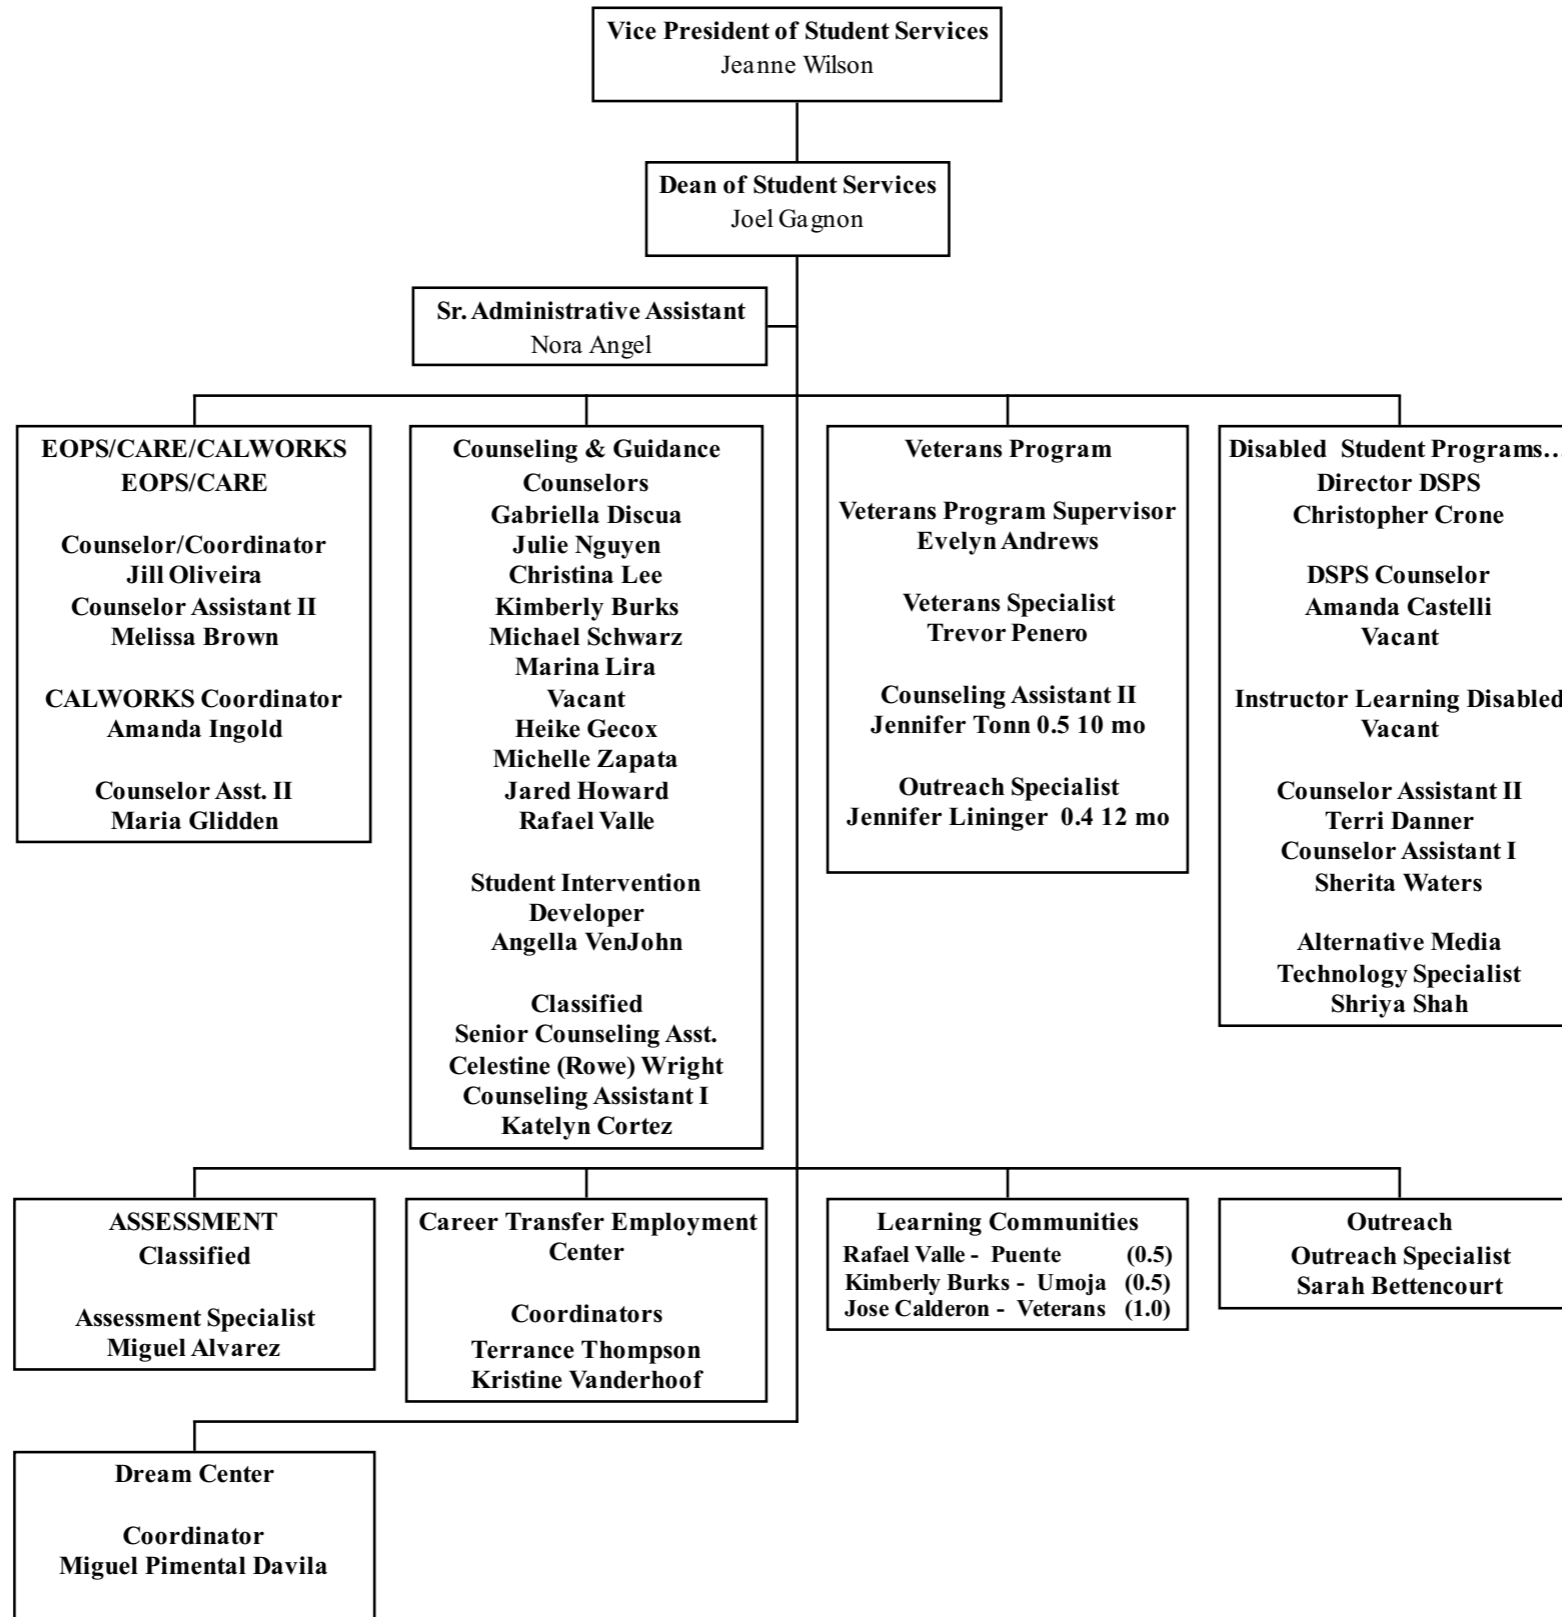 Vice President of Student Services
Jeanne Wilson
Dean of Student Services
Joel Gagnon
Sr. Administrative Assistant
Nora Angel
EOPS/CARE/CALWORKS
EOPS/CARE
Counselor/Coordinator
Jill Oliveira
Counselor Assistant II
Melissa Brown
CALWORKS Coordinator
Amanda Ingold
Counselor Asst. II
Maria Glidden
Counseling & Guidance
Counselors
Gabriella Discua
Julie Nguyen
Christina Lee
Kimberly Burks
Michael Schwarz
Marina Lira
Vacant
Heike Gecox
Michelle Zapata
Jared Howard
Rafael Valle
Student Intervention
Developer
Angella VenJohn
Classified
Senior Counseling Asst.
Celestine (Rowe) Wright
Counseling Assistant I
Katelyn Cortez
Veterans Program
Veterans Program Supervisor
Evelyn Andrews
Veterans Specialist
Trevor Penero
Counseling Assistant II
Jennifer Tonn 0.5 10 mo
Outreach Specialist
Jennifer Lininger 0.4 12 mo
Disabled Student Programs…
Director DSPS
Christopher Crone
DSPS Counselor
Amanda Castelli
Vacant
Instructor Learning Disabled
Vacant
Counselor Assistant II
Terri Danner
Counselor Assistant I
Sherita Waters
Alternative Media
Technology Specialist
Shriya Shah
ASSESSMENT
Classified
Assessment Specialist
Miguel Alvarez
Career Transfer Employment
Center
Coordinators
Terrance Thompson
Kristine Vanderhoof
Learning Communities
Rafael Valle - Puente (0.5)
Kimberly Burks - Umoja (0.5)
Jose Calderon - Veterans (1.0)
Outreach
Outreach Specialist
Sarah Bettencourt
Dream Center
Coordinator
Miguel Pimental Davila